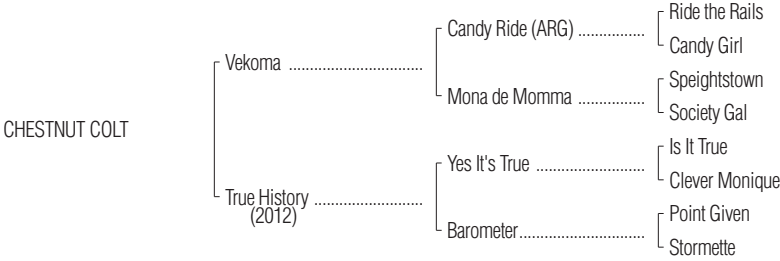 Ride the Rails
Candy Ride (ARG) ................
Candy Girl
Vekoma ................................
Speightstown
Mona de Momma ................
Society Gal
CHESTNUT COLT
Is It True
Yes It's True ..........................
Clever Monique
True History ..........................
(2012)
Point Given
Barometer..............................
Stormette